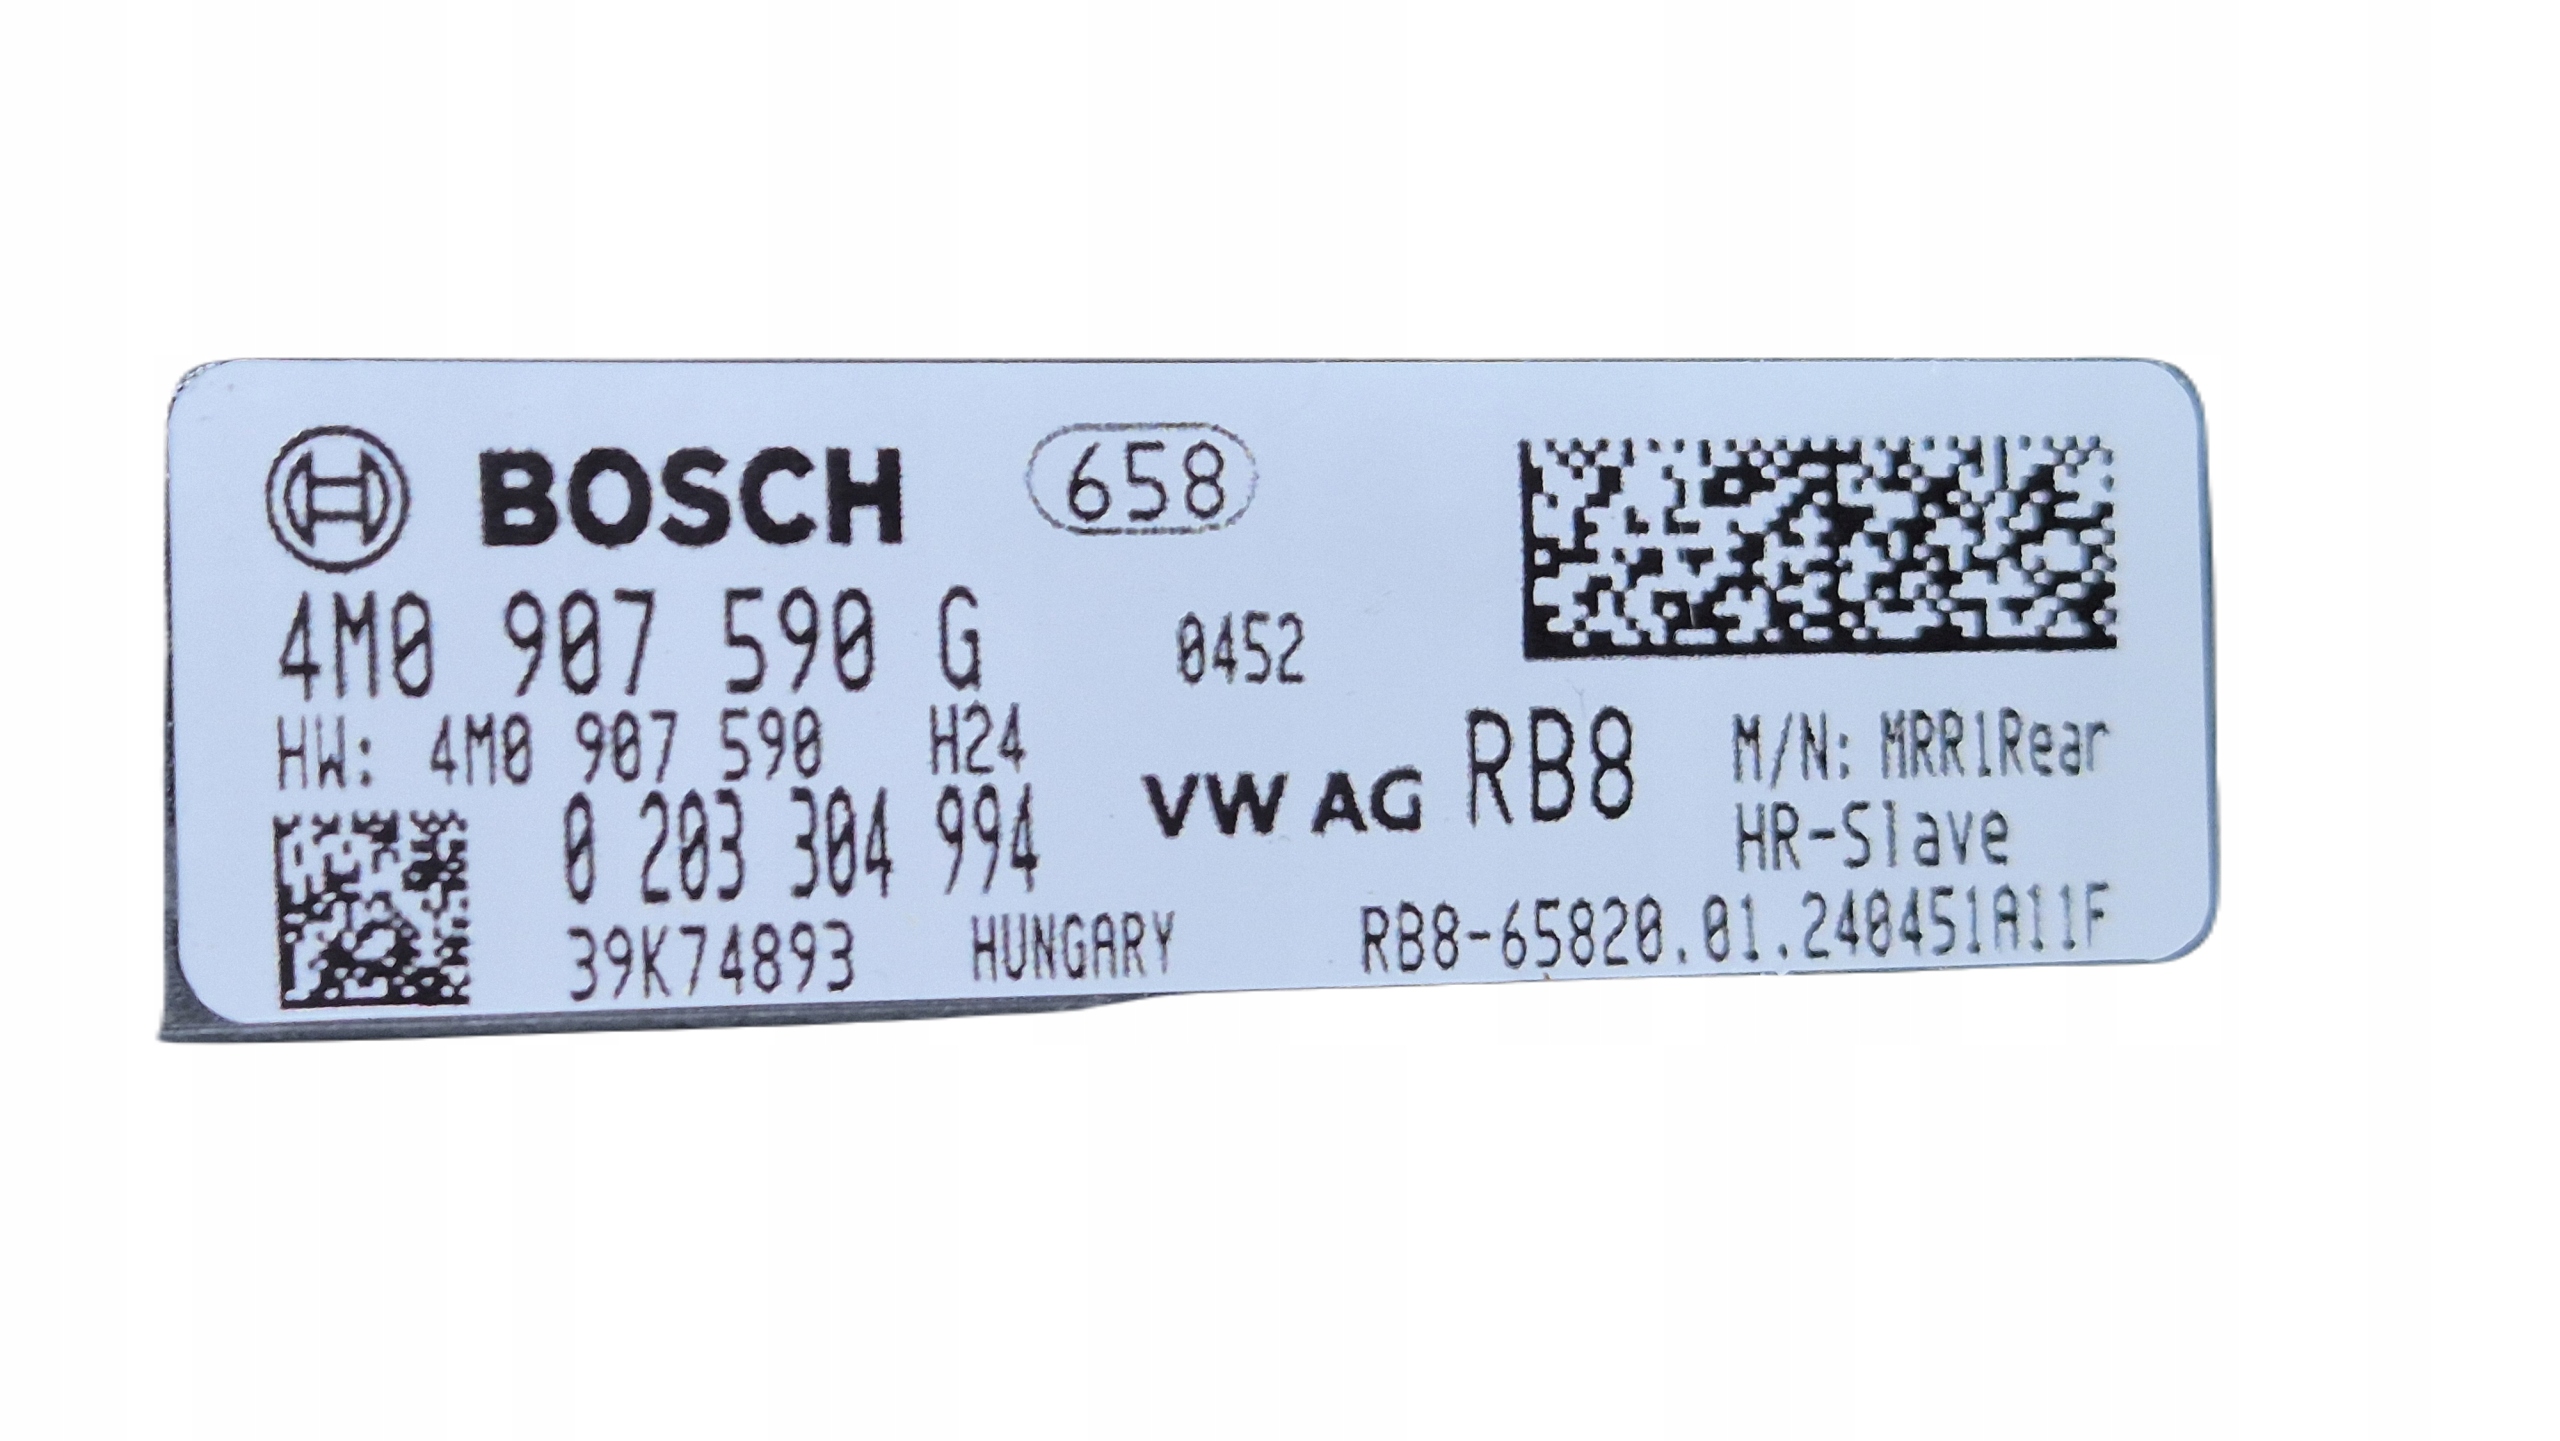 BOSCH 658
4M0 907 590 G 0452
HW: 4M0 907 590 H24
0 203 304 994
VW AG RB8
M/N: MRR1Rear
HR-Slave
39K74893 HUNGARY RB8-65820.01.240451A11F